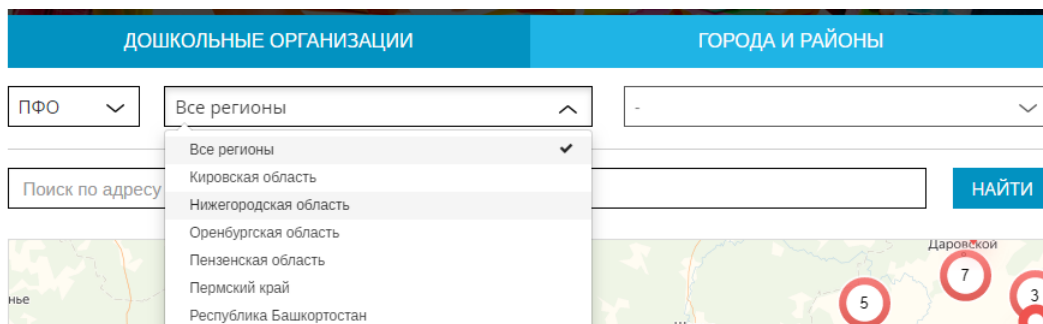 ДОШКОЛЬНЫЕ ОРГАНИЗАЦИИ
ГОРОДА И РАЙОНЫ
ПФО
Все регионы
-
Все регионы
Кировская область
Нижегородская область
Оренбургская область
Пензенская область
Пермский край
Республика Башкортостан
Поиск по адресу
НАЙТИ
нье
Даровской
7
5
3